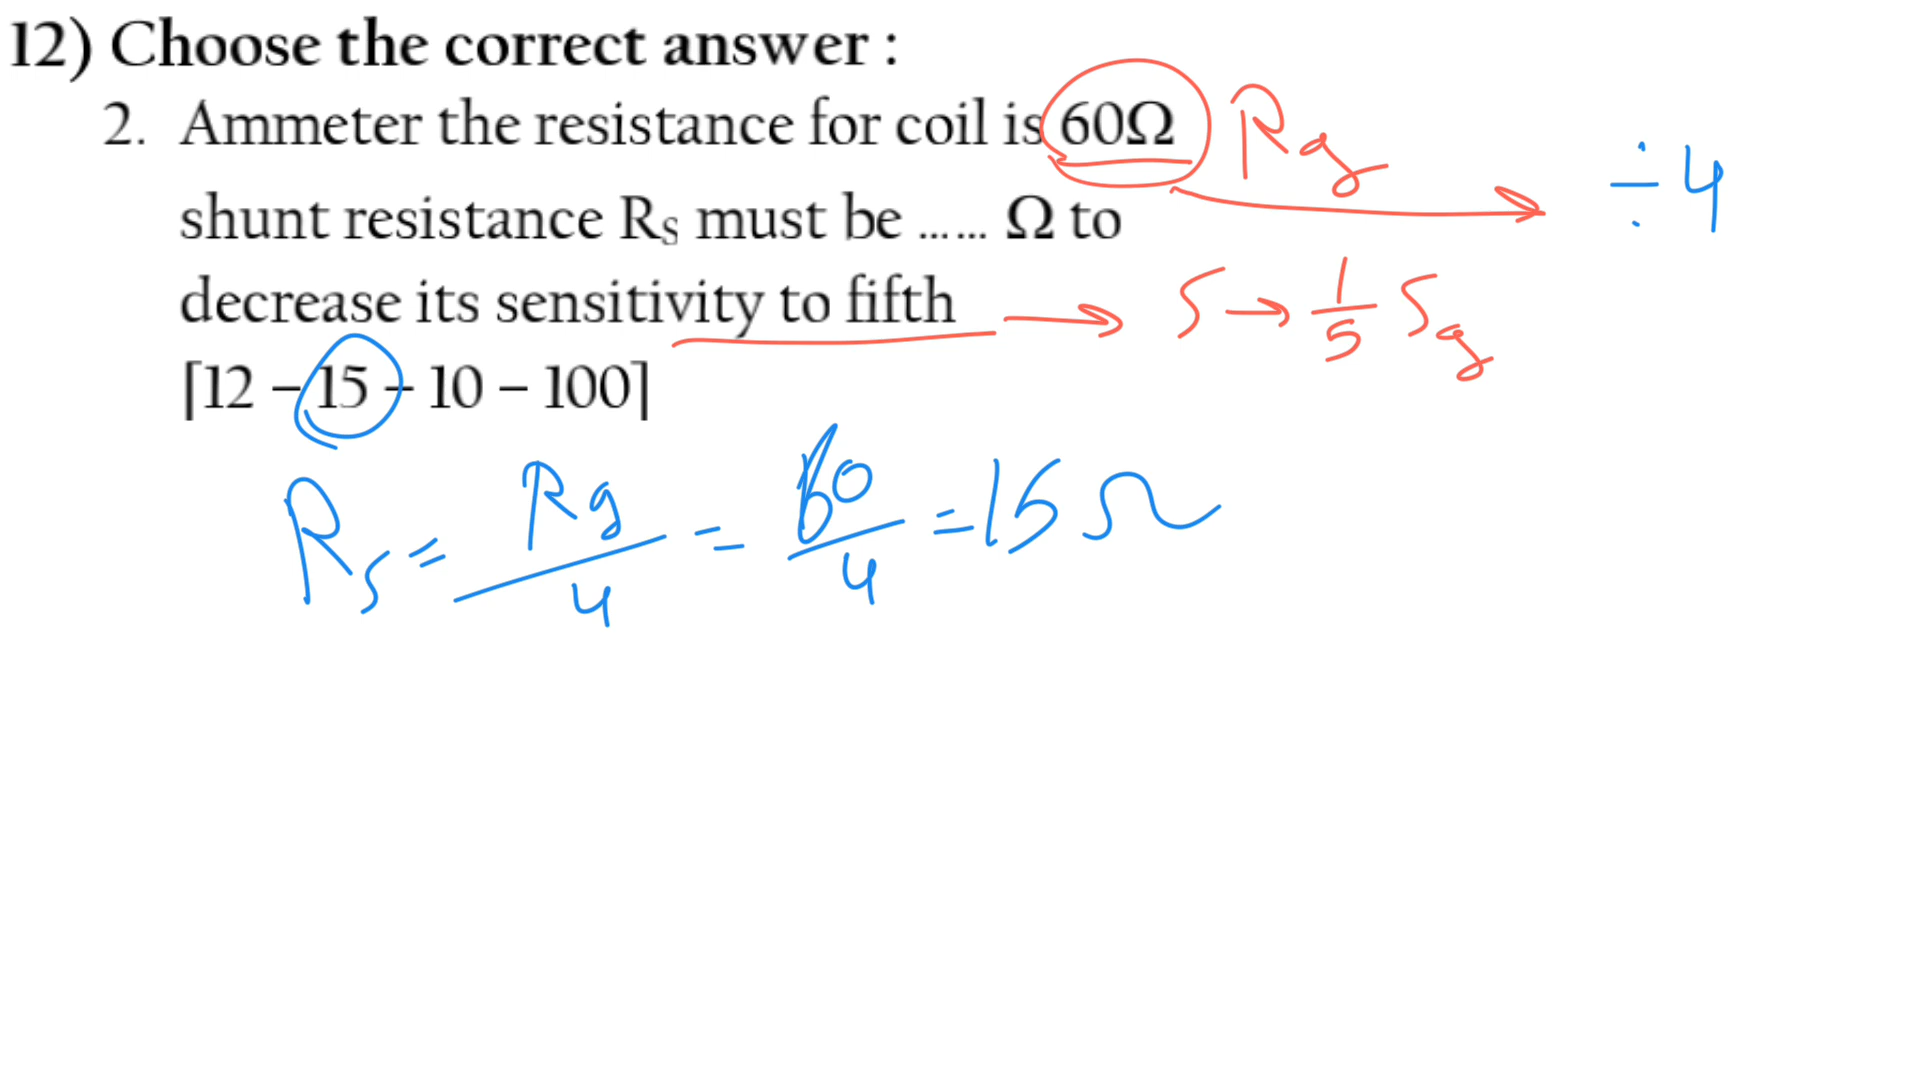 12) Choose the correct answer :
2. Ammeter the resistance for coil is 60Ω Rg ÷4
shunt resistance Rs must be ...... Ω to
decrease its sensitivity to fifth → S → 1/5 Sg
[12 – 15 – 10 – 100]
Rs = Rg/4 = 60/4 = 15 Ω